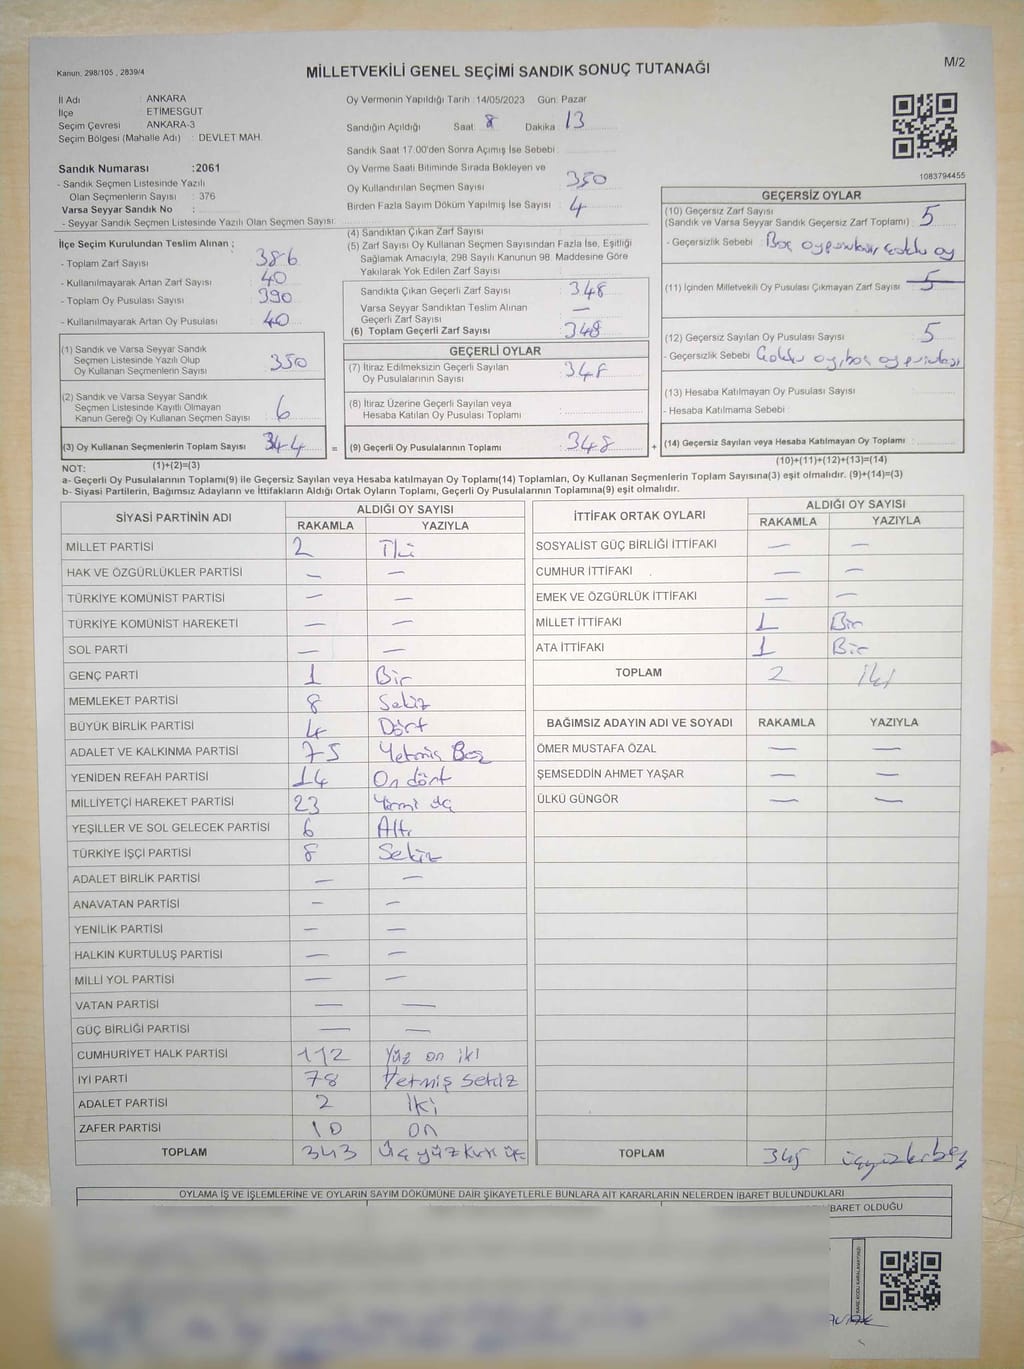 Kanun, 298/105 , 2839/4
MİLLETVEKİLİ GENEL SEÇİMİ SANDIK SONUÇ TUTANAĞI
M/2
İl Adı : ANKARA
İlçe ETİMESGUT
Seçim Çevresi : ANKARA-3
Seçim Bölgesi (Mahalle Adı) : DEVLET MAH.
Sandık Numarası :2061
- Sandık Seçmen Listesinde Yazılı
Olan Seçmenlerin Sayısı : 376
Varsa Seyyar Sandık No :
- Seyyar Sandık Seçmen Listesinde Yazılı Olan Seçmen Sayısı:
Oy Vermenin Yapıldığı Tarih :14/05/2023 Gün: Pazar
Sandığın Açıldığı Saat: 8 Dakika 13
Sandık Saat 17.00'den Sonra Açımış İse Sebebi:
Oy Verme Saati Bitiminde Sırada Bekleyen ve
Oy Kullandırılan Seçmen Sayısı 350
Birden Fazla Sayım Döküm Yapılmış İse Sayısı 4
1083794455
İlçe Seçim Kurulundan Teslim Alınan ;
- Toplam Zarf Sayısı 386
- Kullanılmayarak Artan Zarf Sayısı 40
- Toplam Oy Pusulası Sayısı 390
- Kullanılmayarak Artan Oy Pusulası 40
(1) Sandık ve Varsa Seyyar Sandık
Seçmen Listesinde Yazılı Olup
Oy Kullanan Seçmenlerin Sayısı 350
(2) Sandık ve Varsa Seyyar Sandık
Seçmen Listesinde Kayıtlı Olmayan
Kanun Gereği Oy Kullanan Seçmen Sayısı 6
(3) Oy Kullanan Seçmenlerin Toplam Sayısı 344 =
(1)+(2)=(3)
(4) Sandıktan Çıkan Zarf Sayısı
(5) Zarf Sayısı Oy Kullanan Seçmen Sayısından Fazla İse, Eşitliği
Sağlamak Amacıyla, 298 Sayılı Kanunun 98. Maddesine Göre
Yakılarak Yok Edilen Zarf Sayısı
Sandıkta Çıkan Geçerli Zarf Sayısı 348
Varsa Seyyar Sandıktan Teslim Alınan
Geçerli Zarf Sayısı —
(6) Toplam Geçerli Zarf Sayısı 348
GEÇERLİ OYLAR
(7) İtiraz Edilmeksizin Geçerli Sayılan
Oy Pusulalarının Sayısı 348
(8) İtiraz Üzerine Geçerli Sayılan veya
Hesaba Katılan Oy Pusulası Toplamı
(9) Geçerli Oy Pusulalarının Toplamı 348 +
GEÇERSİZ OYLAR
(10) Geçersiz Zarf Sayısı
(Sandık ve Varsa Seyyar Sandık Geçersiz Zarf Toplamı) : 5
- Geçersizlik Sebebi : Boş oy
(11) İçinden Milletvekili Oy Pusulası Çıkmayan Zarf Sayısı 5
(12) Geçersiz Sayılan Oy Pusulası Sayısı 5
- Geçersizlik Sebebi oy, boş oy pusulası
(13) Hesaba Katılmayan Oy Pusulası Sayısı
- Hesaba Katılmama Sebebi :
(14) Geçersiz Sayılan veya Hesaba Katılmayan Oy Toplamı :
(10)+(11)+(12)+(13)=(14)
NOT:
a- Geçerli Oy Pusulalarının Toplamı(9) ile Geçersiz Sayılan veya Hesaba katılmayan Oy Toplamı(14) Toplamları, Oy Kullanan Seçmenlerin Toplam Sayısına(3) eşit olmalıdır. (9)+(14)=(3)
b- Siyasi Partilerin, Bağımsız Adayların ve İttifakların Aldığı Ortak Oyların Toplamı, Geçerli Oy Pusulalarının Toplamına(9) eşit olmalıdır.
SİYASİ PARTİNİN ADI ALDIĞI OY SAYISI
RAKAMLA YAZIYLA
MİLLET PARTİSİ 2 İki
HAK VE ÖZGÜRLÜKLER PARTİSİ — —
TÜRKİYE KOMÜNİST PARTİSİ — —
TÜRKİYE KOMÜNİST HAREKETİ — —
SOL PARTİ — —
GENÇ PARTİ 1 Bir
MEMLEKET PARTİSİ 8 Sekiz
BÜYÜK BİRLİK PARTİSİ 4 Dört
ADALET VE KALKINMA PARTİSİ 75 Yetmiş Beş
YENİDEN REFAH PARTİSİ 14 On dört
MİLLİYETÇİ HAREKET PARTİSİ 23 Yirmi üç
YEŞİLLER VE SOL GELECEK PARTİSİ 6 Altı
TÜRKİYE İŞÇİ PARTİSİ 8 Sekiz
ADALET BİRLİK PARTİSİ — —
ANAVATAN PARTİSİ — —
YENİLİK PARTİSİ — —
HALKIN KURTULUŞ PARTİSİ — —
MİLLİ YOL PARTİSİ — —
VATAN PARTİSİ — —
GÜÇ BİRLİĞİ PARTİSİ — —
CUMHURİYET HALK PARTİSİ 112 Yüz on iki
İYİ PARTİ 78 Yetmiş sekiz
ADALET PARTİSİ 2 İki
ZAFER PARTİSİ 10 on
TOPLAM 343 Üç yüz kırk üç
İTTİFAK ORTAK OYLARI ALDIĞI OY SAYISI
RAKAMLA YAZIYLA
SOSYALİST GÜÇ BİRLİĞİ İTTİFAKI — —
CUMHUR İTTİFAKI — —
EMEK VE ÖZGÜRLÜK İTTİFAKI — —
MİLLET İTTİFAKI 1 Bir
ATA İTTİFAKI 1 Bir
TOPLAM 2 İki
BAĞIMSIZ ADAYIN ADI VE SOYADI RAKAMLA YAZIYLA
ÖMER MUSTAFA ÖZAL — —
ŞEMSEDDİN AHMET YAŞAR — —
ÜLKÜ GÜNGÖR — —
TOPLAM 345
OYLAMA İŞ VE İŞLEMLERİNE VE OYLARIN SAYIM DÖKÜMÜNE DAİR ŞİKAYETLERLE BUNLARA AİT KARARLARIN NELERDEN İBARET BULUNDUKLARI
BARET OLDUĞU